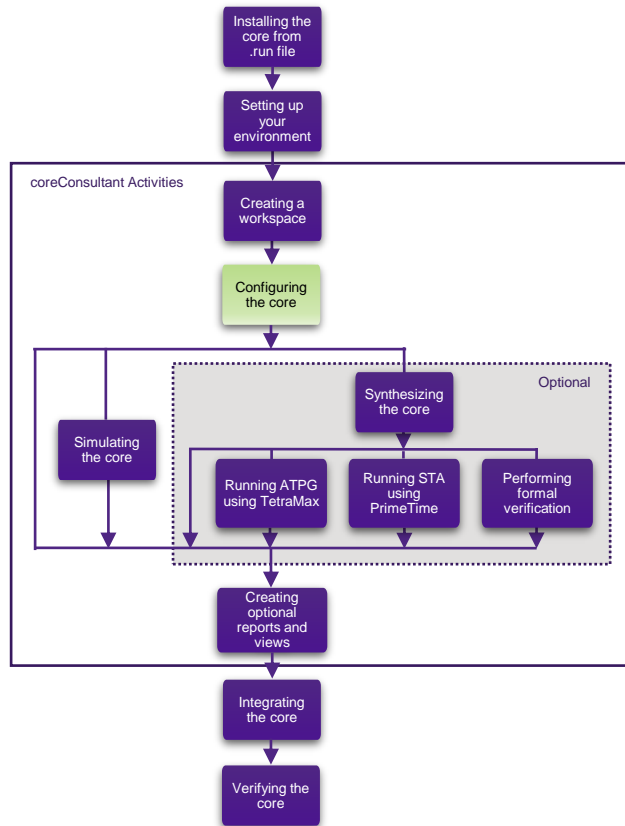 Installing the
core from
.run file
Setting up
your
environment
coreConsultant Activities
Creating a
workspace
Configuring
the core
Optional
Synthesizing
the core
Simulating
the core
Running ATPG
using TetraMax
Running STA
using
PrimeTime
Performing
formal
verification
Creating
optional
reports and
views
Integrating
the core
Verifying the
core